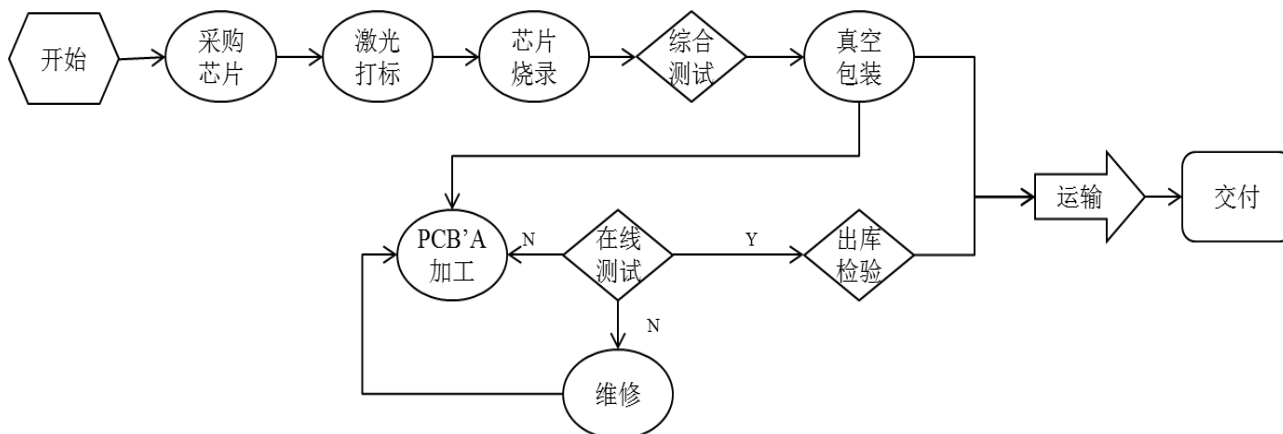 开始
采购
芯片
激光
打标
芯片
烧录
综合
测试
真空
包装
运输
交付
PCB’A
加工
N
在线
测试
Y
出库
检验
N
维修